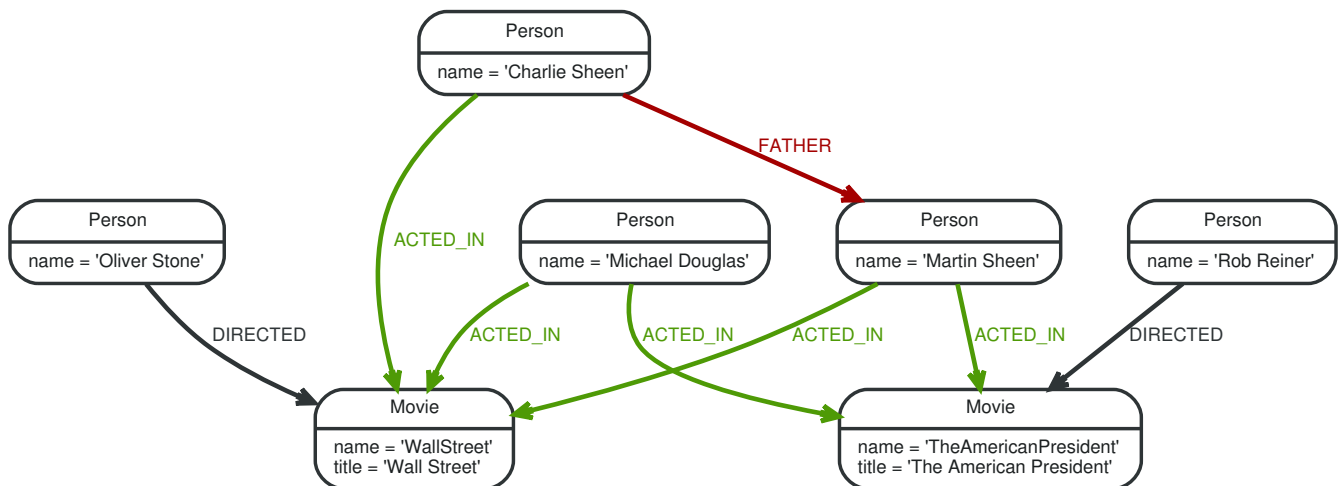 Person
name = 'Charlie Sheen'
FATHER
Person
name = 'Oliver Stone'
Person
name = 'Michael Douglas'
Person
name = 'Martin Sheen'
Person
name = 'Rob Reiner'
ACTED_IN
DIRECTED
ACTED_IN
ACTED_IN
ACTED_IN
ACTED_IN
DIRECTED
Movie
name = 'WallStreet'
title = 'Wall Street'
Movie
name = 'TheAmericanPresident'
title = 'The American President'